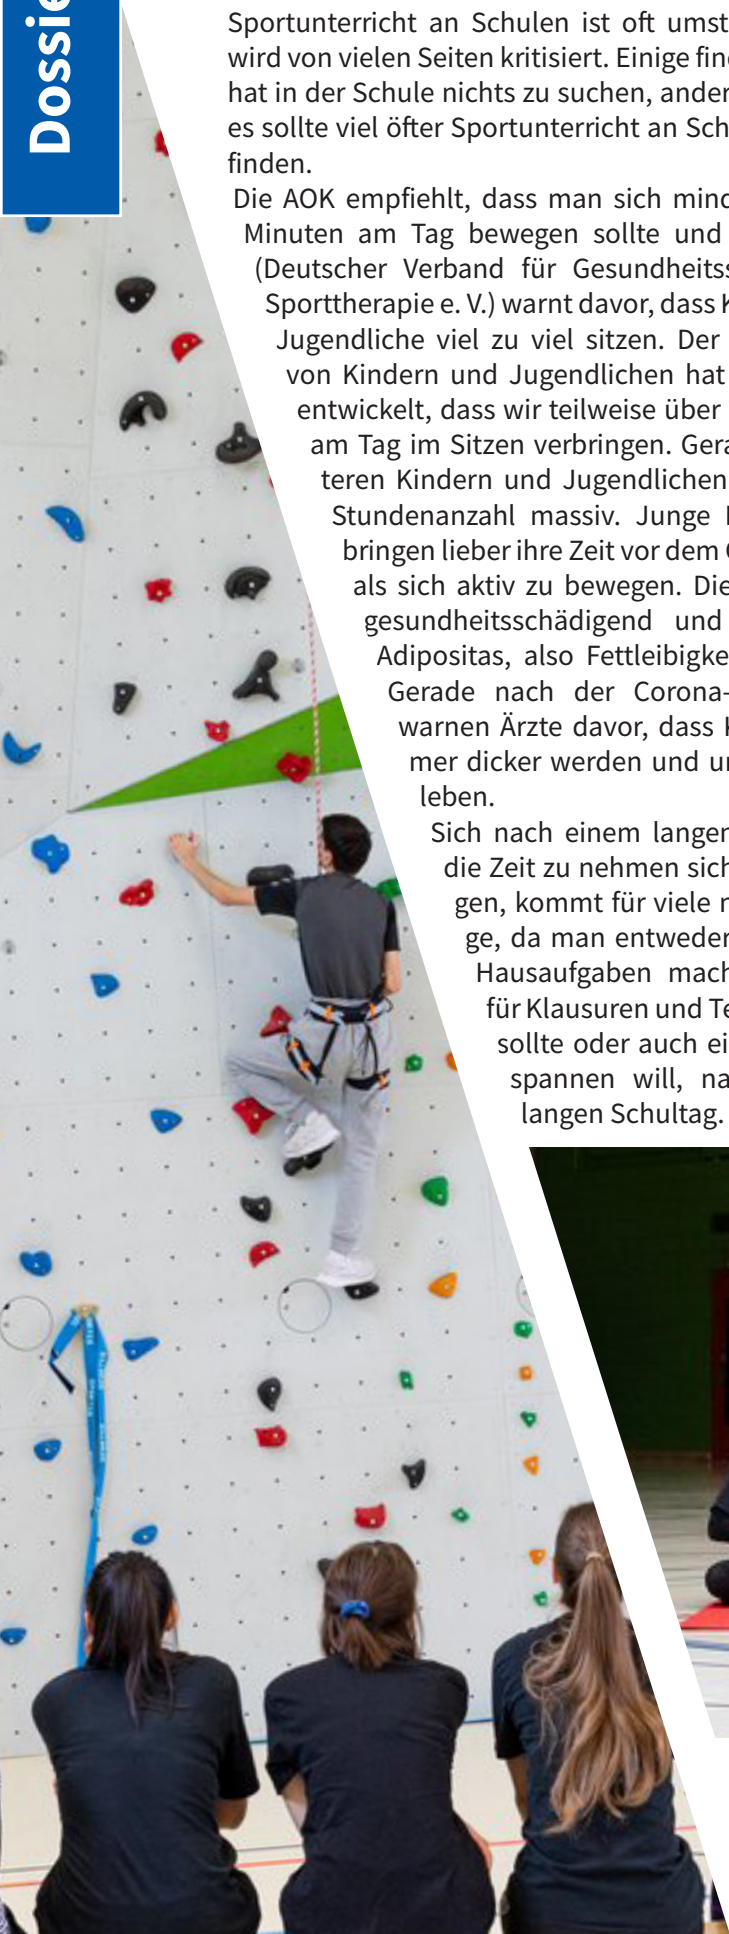 Dossie
Sportunterricht an Schulen ist oft umst
wird von vielen Seiten kritisiert. Einige fin
hat in der Schule nichts zu suchen, ander
es sollte viel öfter Sportunterricht an Sch
finden.
Die AOK empfiehlt, dass man sich mind
Minuten am Tag bewegen sollte und
(Deutscher Verband für Gesundheitss
Sporttherapie e. V.) warnt davor, dass K
Jugendliche viel zu viel sitzen. Der
von Kindern und Jugendlichen hat
entwickelt, dass wir teilweise über
am Tag im Sitzen verbringen. Gera
teren Kindern und Jugendlichen
Stundenanzahl massiv. Junge
bringen lieber ihre Zeit vor dem
als sich aktiv zu bewegen. Die
gesundheitsschädigend und
Adipositas, also Fettleibigke
Gerade nach der Corona-
warnen Ärzte davor, dass K
mer dicker werden und un
leben.
Sich nach einem langen
die Zeit zu nehmen sich
gen, kommt für viele n
ge, da man entweder
Hausaufgaben mach
für Klausuren und Te
sollte oder auch ei
spannen will, na
langen Schultag.